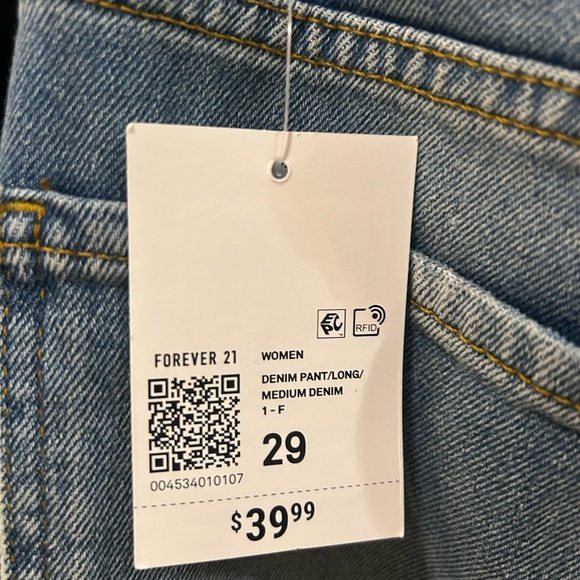 RFID
FOREVER 21
WOMEN
DENIM PANT/LONG/
MEDIUM DENIM
1 - F
29
004534010107
$39.99